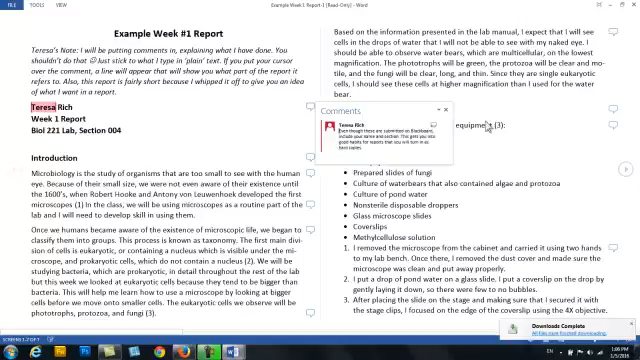 Example Week #1 Report-1 [Read-Only]
FILE TOOLS VIEW
Example Week #1 Report
Teresa's Note: I will be putting comments in, explaining what I have done. You
shouldn't do that ☺ Just stick to what I type in 'plain' text. If you put your cursor
over the comment, a line will appear that will show you what part of the report it
refers to. Also, this report is fairly short because I whipped it off to give you an idea
of what I want in a report.
Teresa Rich
Week 1 Report
Biol 221 Lab, Section 004
Introduction
Microbiology is the study of organisms that are too small to see with the human
eye. Because of their small size, we were not even aware of their existence until
the 1600's, when Robert Hooke and Antony von Leuwenhoek developed the first
microscopes (1) In the class, we will be using microscopes as a routine part of the
lab and I will need to develop skill in using them.
Once we humans became aware of the existence of microscopic life, we began to
classify them into groups. This process is known as taxonomy. The first main divi-
sion of cells is eukaryotic, or containing a nucleus which is visible under the mi-
croscope, and prokaryotic cells, which do not contain a nucleus (2). We will be
studying bacteria, which are prokaryotic, in detail throughout the rest of the lab
but this week we looked at eukaryotic cells because they tend to be bigger than
bacteria. This will help me learn how to use a microscope by looking at bigger
cells before we move onto smaller cells. The eukaryotic cells we observe will be
phototrophs, protozoa, and fungi (3).
Based on the information presented in the lab manual, I expect that I will see
cells in the drops of water that I will not be able to see with my naked eye. I
should be able to observe water bears, which are multicellular, on the lowest
magnification. The phototrophs will be green, the protozoa will be clear and mo-
tile, and the fungi will be clear, long, and thin. Since they are single eukaryotic
cells, I should see these cells at higher magnification than I used for the water
bear.
Comments
Teresa Rich
Even though these are submitted on Blackboard,
include your name and section. This gets you into
good habits for reports that you will turn in as
hard copies.
equipment (3):
• Prepared slides of fungi
• Culture of waterbears that also contained algae and protozoa
• Culture of pond water
• Nonsterile disposable droppers
• Glass microscope slides
• Coverslips
• Methylcellulose solution
1. I removed the microscope from the cabinet and carried it using two hands
to my lab bench. Once there, I removed the dust cover and made sure the
microscope was clean and put away properly.
2. I put a drop of pond water on a glass slide. I put a coverslip on the drop by
gently laying it down, so there were few to no bubbles.
3. After placing the slide on the stage and making sure that I secured it with
the stage clips, I focused on the edge of the coverslip using the 4X objective.
Downloads Complete
All files have finished downloading.
SCREENS 1-2 OF 7
EN
1:06 PM